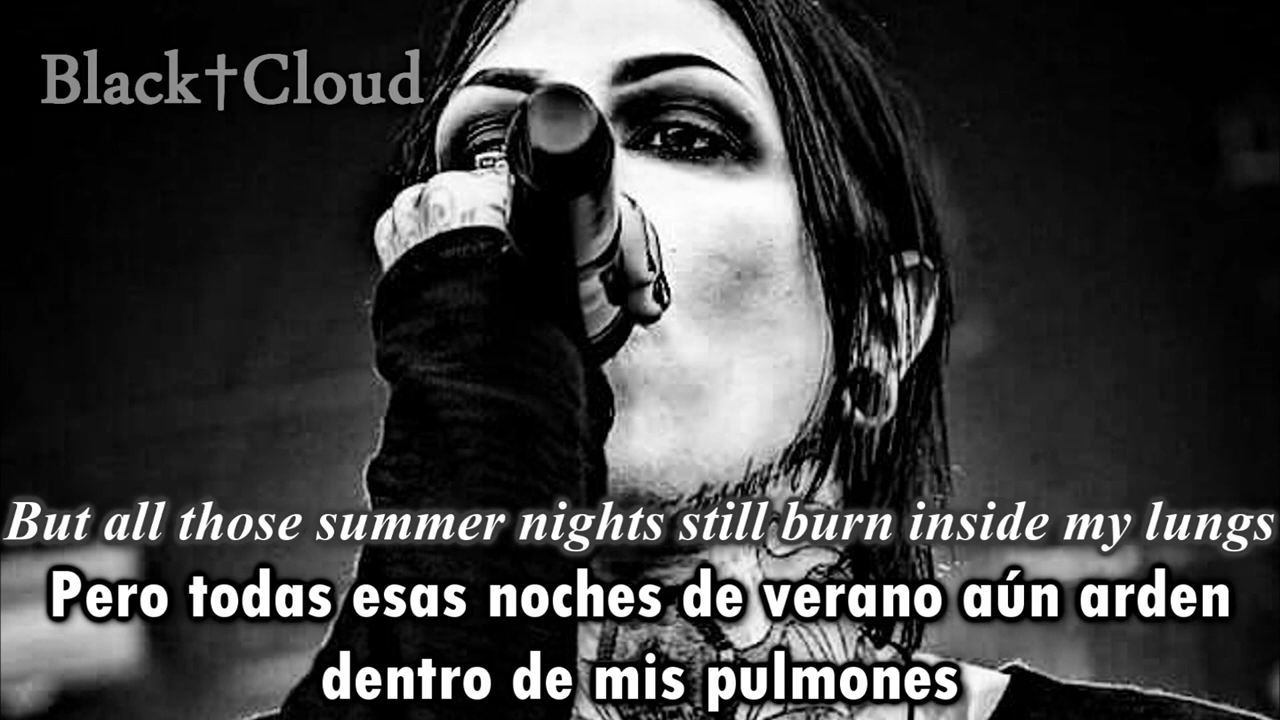 Black†Cloud
But all those summer nights still burn inside my lungs
Pero todas esas noches de verano aún arden
dentro de mis pulmones